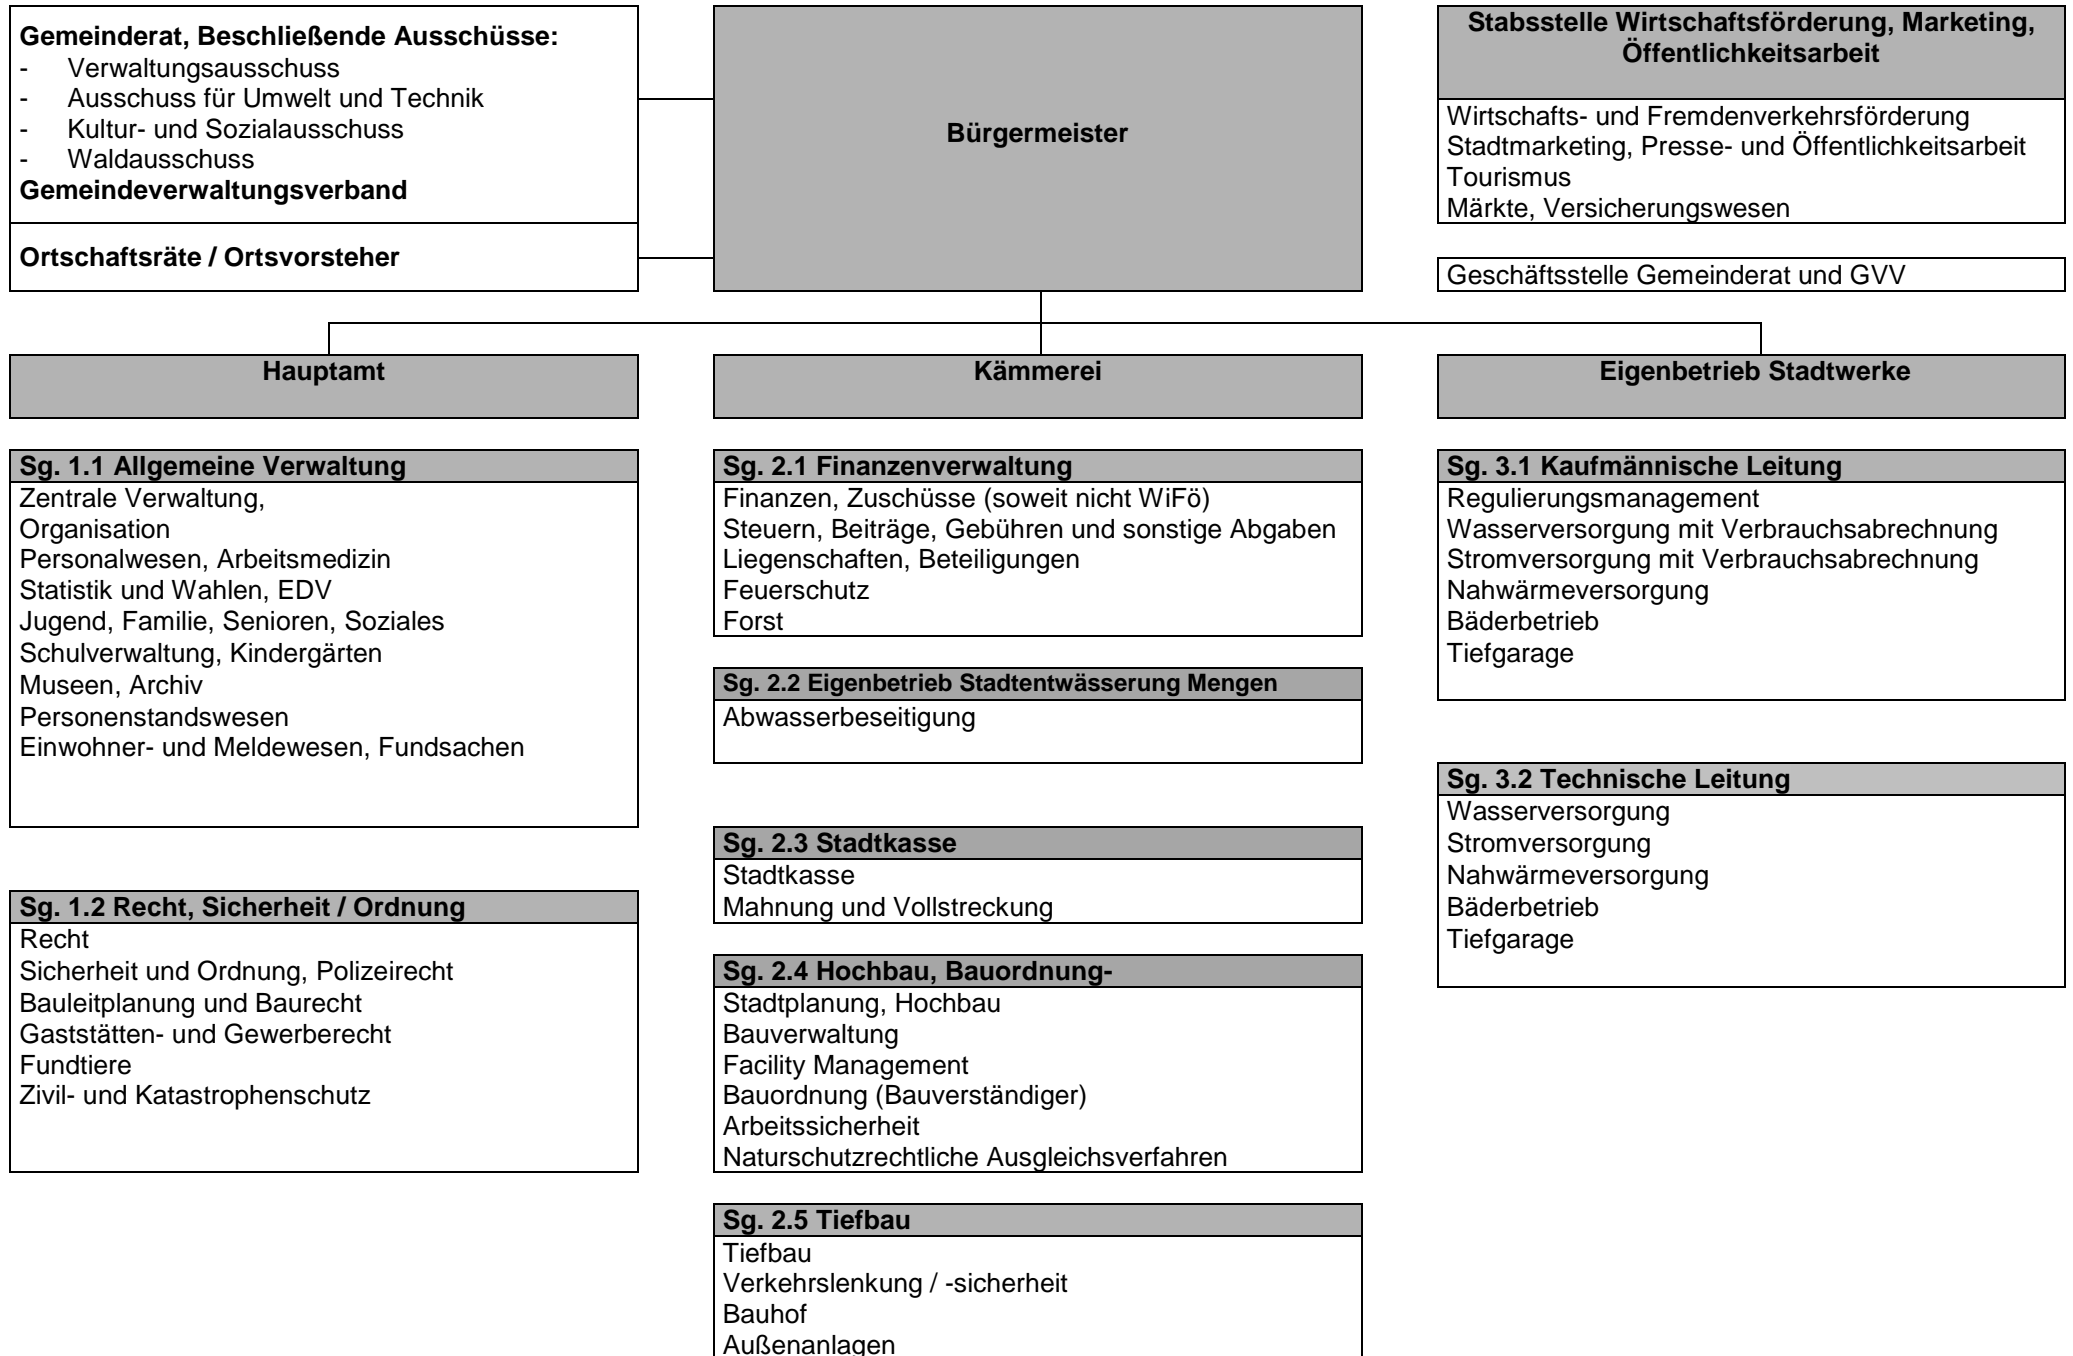 Gemeinderat, Beschließende Ausschüsse:
- Verwaltungsausschuss
- Ausschuss für Umwelt und Technik
- Kultur- und Sozialausschuss
- Waldausschuss
Gemeindeverwaltungsverband
Ortschaftsräte / Ortsvorsteher
Bürgermeister
Stabsstelle Wirtschaftsförderung, Marketing,
Öffentlichkeitsarbeit
Wirtschafts- und Fremdenverkehrsförderung
Stadtmarketing, Presse- und Öffentlichkeitsarbeit
Tourismus
Märkte, Versicherungswesen
Geschäftsstelle Gemeinderat und GVV
Hauptamt
Sg. 1.1 Allgemeine Verwaltung
Zentrale Verwaltung,
Organisation
Personalwesen, Arbeitsmedizin
Statistik und Wahlen, EDV
Jugend, Familie, Senioren, Soziales
Schulverwaltung, Kindergärten
Museen, Archiv
Personenstandswesen
Einwohner- und Meldewesen, Fundsachen
Sg. 1.2 Recht, Sicherheit / Ordnung
Recht
Sicherheit und Ordnung, Polizeirecht
Bauleitplanung und Baurecht
Gaststätten- und Gewerberecht
Fundtiere
Zivil- und Katastrophenschutz
Kämmerei
Sg. 2.1 Finanzenverwaltung
Finanzen, Zuschüsse (soweit nicht WiFö)
Steuern, Beiträge, Gebühren und sonstige Abgaben
Liegenschaften, Beteiligungen
Feuerschutz
Forst
Sg. 2.2 Eigenbetrieb Stadtentwässerung Mengen
Abwasserbeseitigung
Sg. 2.3 Stadtkasse
Stadtkasse
Mahnung und Vollstreckung
Sg. 2.4 Hochbau, Bauordnung-
Stadtplanung, Hochbau
Bauverwaltung
Facility Management
Bauordnung (Bauverständiger)
Arbeitssicherheit
Naturschutzrechtliche Ausgleichsverfahren
Sg. 2.5 Tiefbau
Tiefbau
Verkehrslenkung / -sicherheit
Bauhof
Außenanlagen
Eigenbetrieb Stadtwerke
Sg. 3.1 Kaufmännische Leitung
Regulierungsmanagement
Wasserversorgung mit Verbrauchsabrechnung
Stromversorgung mit Verbrauchsabrechnung
Nahwärmeversorgung
Bäderbetrieb
Tiefgarage
Sg. 3.2 Technische Leitung
Wasserversorgung
Stromversorgung
Nahwärmeversorgung
Bäderbetrieb
Tiefgarage